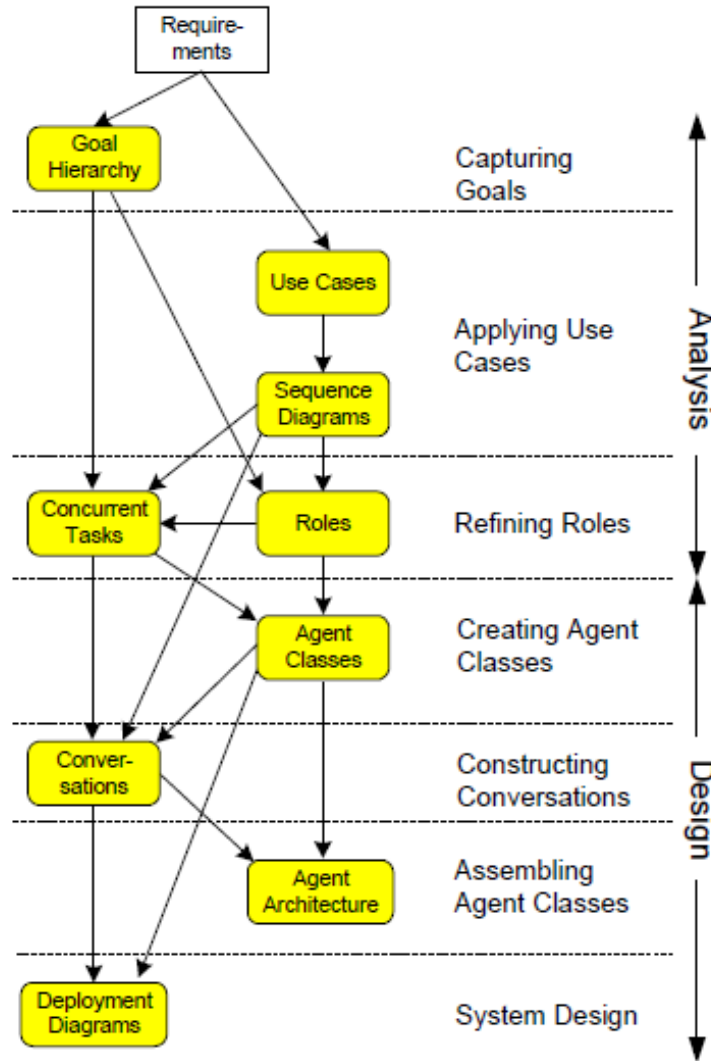 Require-
ments
Goal
Hierarchy
Capturing
Goals
Use Cases
Applying Use
Cases
Sequence
Diagrams
Analysis
Concurrent
Tasks
Roles
Refining Roles
Agent
Classes
Creating Agent
Classes
Conver-
sations
Constructing
Conversations
Design
Agent
Architecture
Assembling
Agent Classes
Deployment
Diagrams
System Design